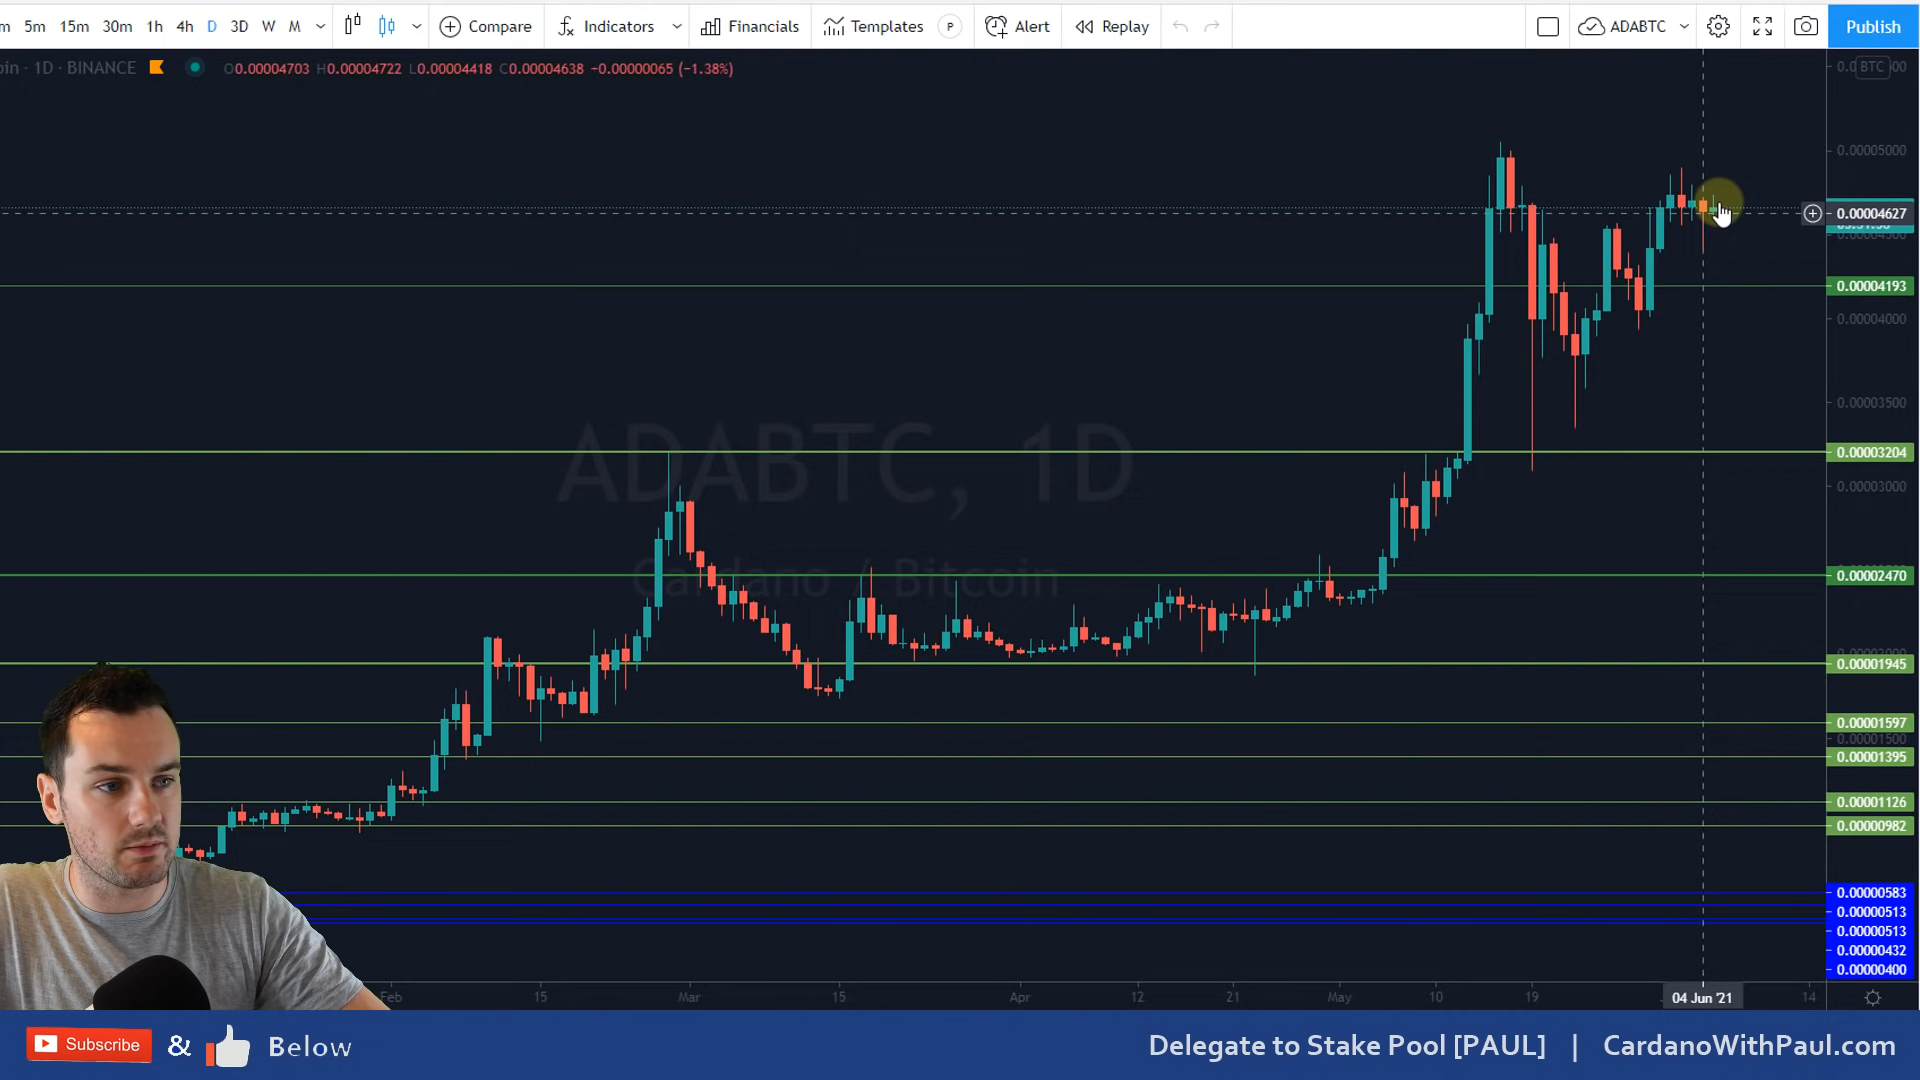 m 5m 15m 30m 1h 4h D 3D W M Compare Indicators Financials Templates P Alert Replay ADABTC Publish
oin · 1D · BINANCE O0.00004703 H0.00004722 L0.00004418 C0.00004638 −0.00000065 (−1.38%)
BTC
0.00005000
0.00004627
0.00004193
0.00004000
0.00003500
0.00003204
0.00003000
ADABTC, 1D
Cardano / Bitcoin
0.00002470
0.00001945
0.00001597
0.00001500
0.00001395
0.00001126
0.00000982
0.00000583
0.00000513
0.00000513
0.00000432
0.00000400
Feb 15 Mar 15 Apr 12 21 May 10 19 04 Jun '21 14
Subscribe & Below Delegate to Stake Pool [PAUL] | CardanoWithPaul.com